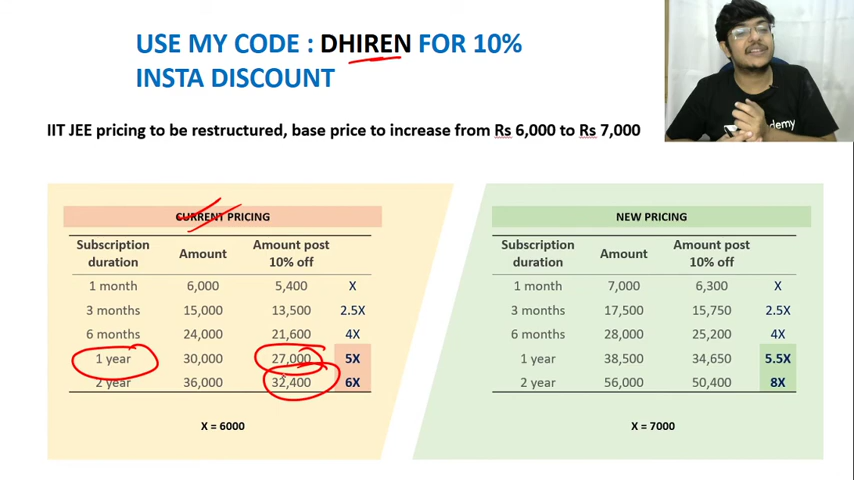 USE MY CODE : DHIREN FOR 10%
INSTA DISCOUNT
demy
IIT JEE pricing to be restructured, base price to increase from Rs 6,000 to Rs 7,000
CURRENT PRICING
Subscription duration Amount Amount post 10% off
1 month 6,000 5,400 X
3 months 15,000 13,500 2.5X
6 months 24,000 21,600 4X
1 year 30,000 27,000 5X
2 year 36,000 32,400 6X
X = 6000
NEW PRICING
Subscription duration Amount Amount post 10% off
1 month 7,000 6,300 X
3 months 17,500 15,750 2.5X
6 months 28,000 25,200 4X
1 year 38,500 34,650 5.5X
2 year 56,000 50,400 8X
X = 7000